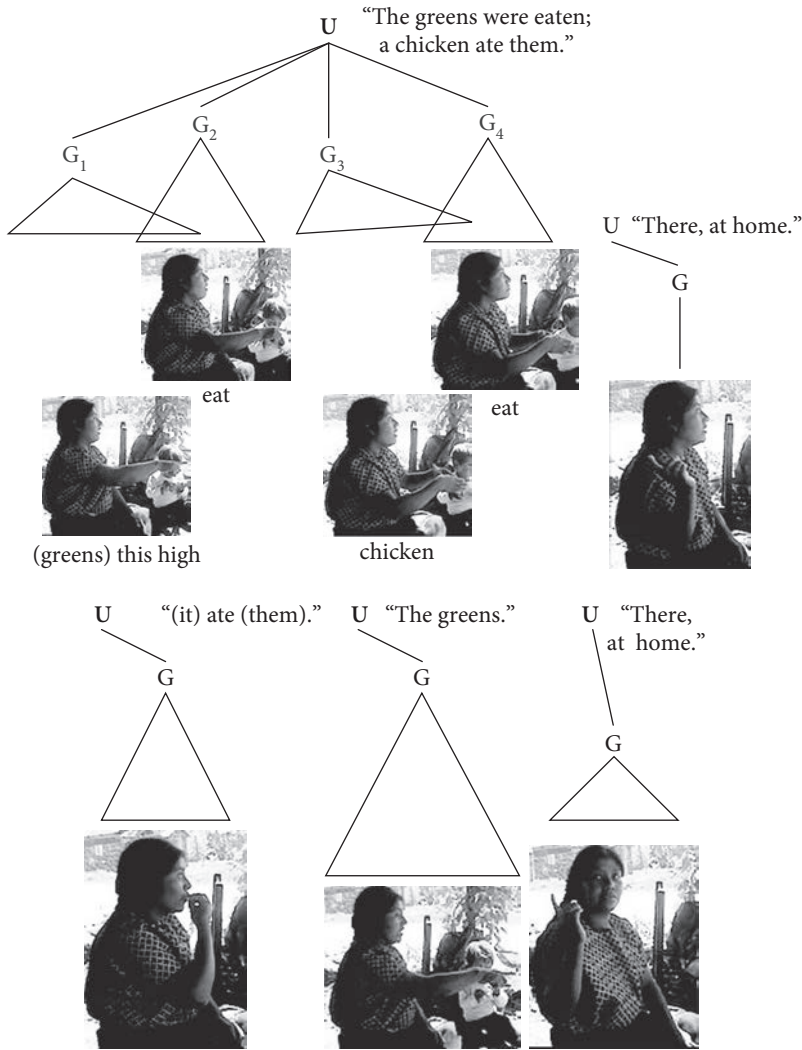 U “The greens were eaten;
a chicken ate them.”
G1
G2
G3
G4
U “There, at home.”
G
eat
eat
(greens) this high
chicken
U “(it) ate (them).”
G
U “The greens.”
G
U “There,
at home.”
G